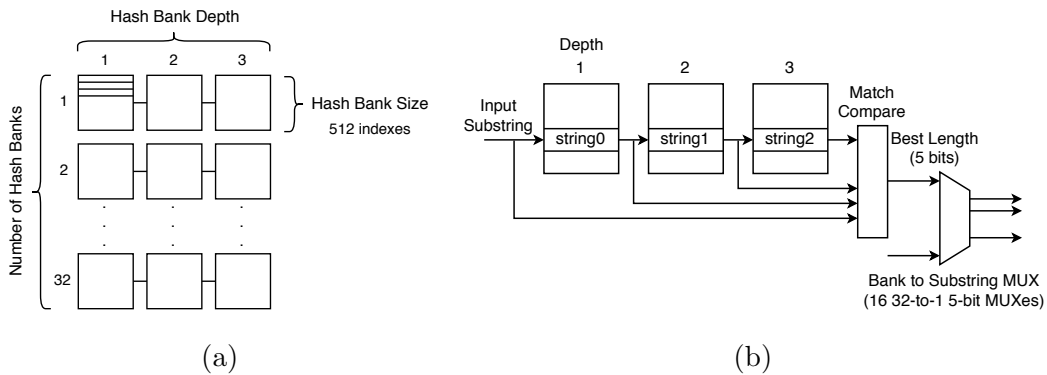 Hash Bank Depth
1 2 3
Number of Hash Banks
1
2
32
Hash Bank Size
512 indexes
. . .
. . .
. . .
(a)
Depth
1 2 3
Input
Substring
string0 string1 string2
Match
Compare
Best Length
(5 bits)
Bank to Substring MUX
(16 32-to-1 5-bit MUXes)
(b)